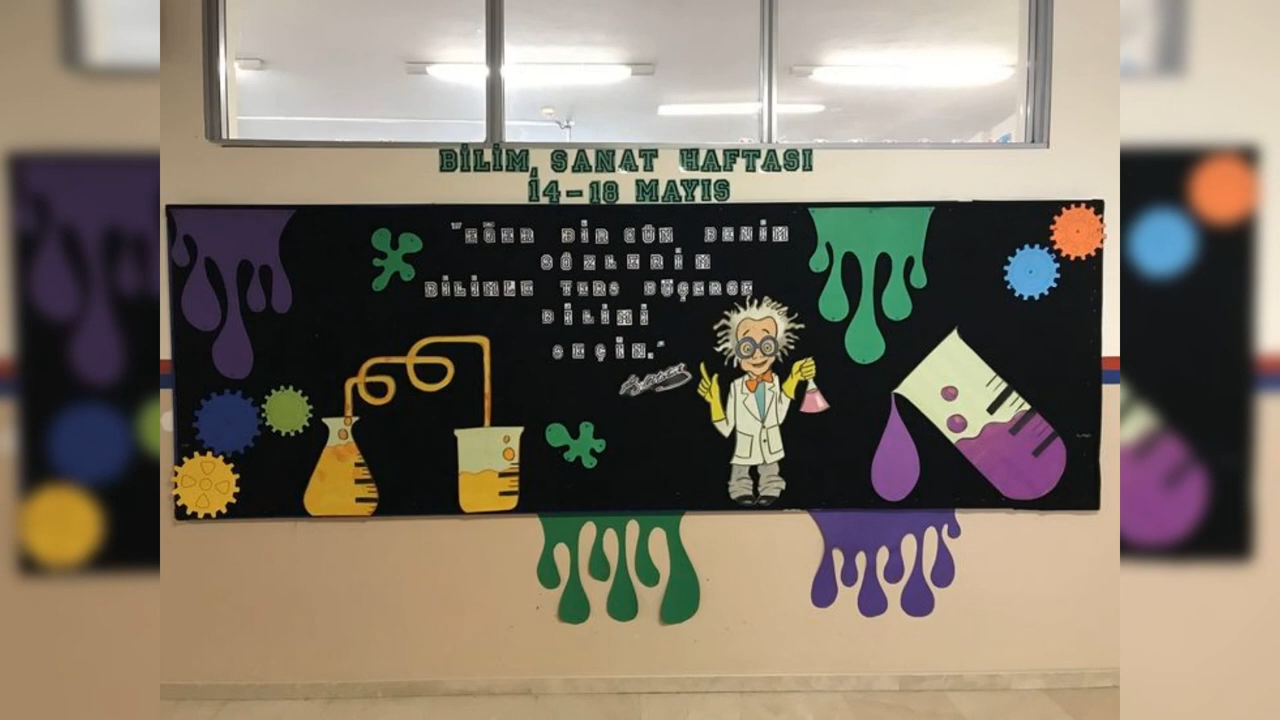 BİLİM, SANAT HAFTASI
14-18 MAYIS
"EĞER BİR GÜN BENİM
SÖZLERİM
BİLİMLE TERS DÜŞERSE
BİLİMİ
SEÇİN."